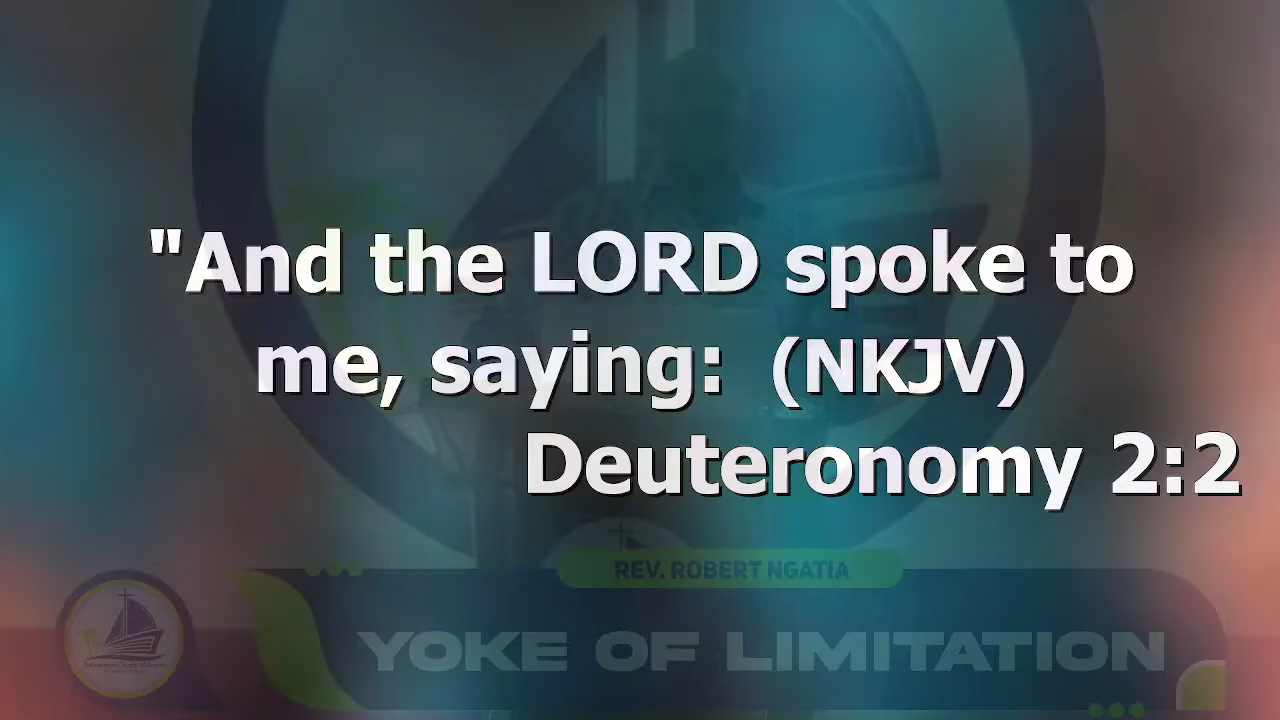 "And the LORD spoke to
me, saying:  (NKJV)
Deuteronomy 2:2
REV. ROBERT NGATIA
YOKE OF LIMITATION